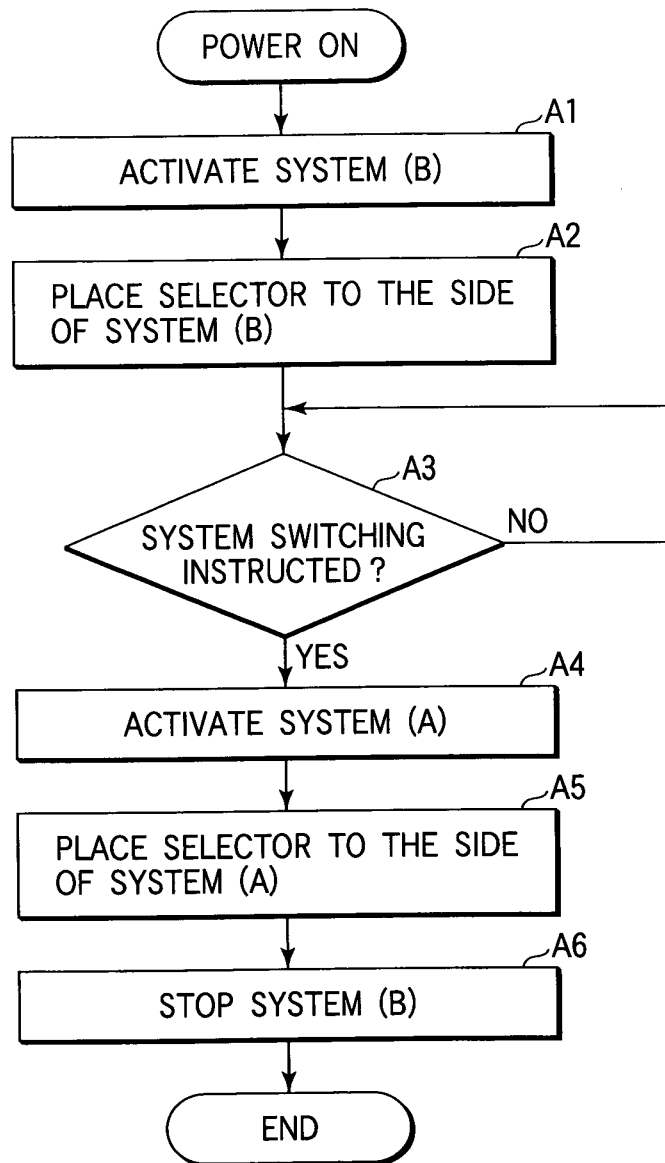 POWER ON
A1
ACTIVATE SYSTEM (B)
A2
PLACE SELECTOR TO THE SIDE
OF SYSTEM (B)
A3
SYSTEM SWITCHING
INSTRUCTED ?
NO
YES
A4
ACTIVATE SYSTEM (A)
A5
PLACE SELECTOR TO THE SIDE
OF SYSTEM (A)
A6
STOP SYSTEM (B)
END